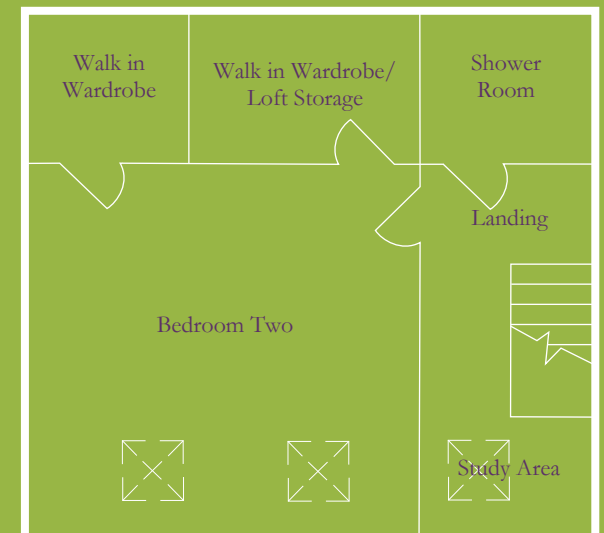 Walk in
Wardrobe
Walk in Wardrobe/
Loft Storage
Shower
Room
Landing
Bedroom Two
Study Area